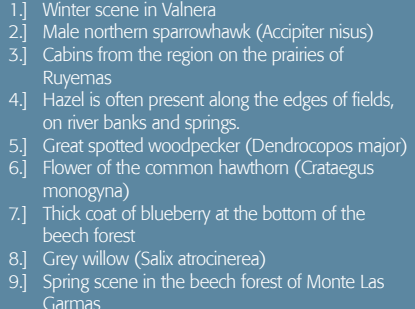 1.] Winter scene in Valnera
2.] Male northern sparrowhawk (Accipiter nisus)
3.] Cabins from the region on the prairies of
Ruyemas
4.] Hazel is often present along the edges of fields,
on river banks and springs.
5.] Great spotted woodpecker (Dendrocopos major)
6.] Flower of the common hawthorn (Crataegus
monogyna)
7.] Thick coat of blueberry at the bottom of the
beech forest
8.] Grey willow (Salix atrocinerea)
9.] Spring scene in the beech forest of Monte Las
Garmas